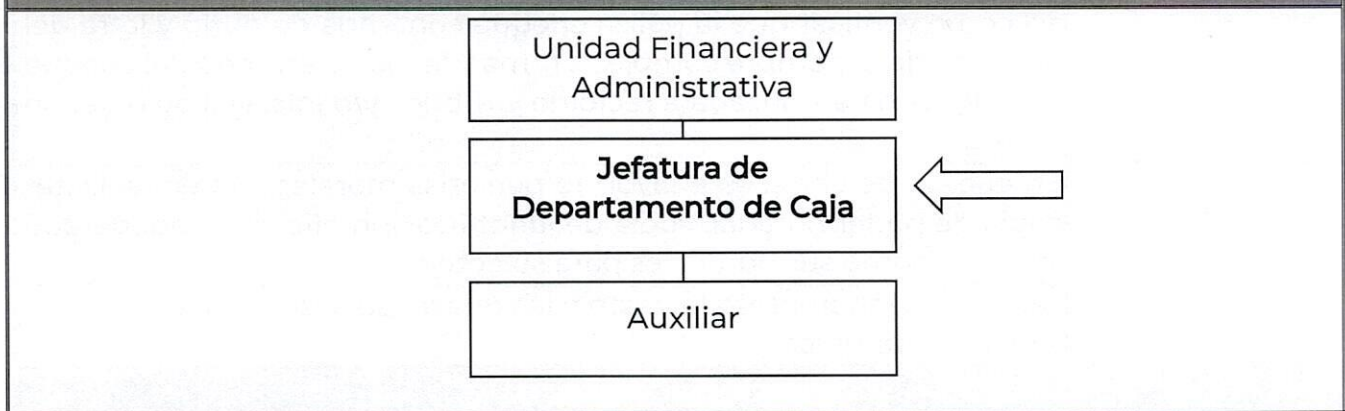 Unidad Financiera y
Administrativa
Jefatura de
Departamento de Caja
Auxiliar